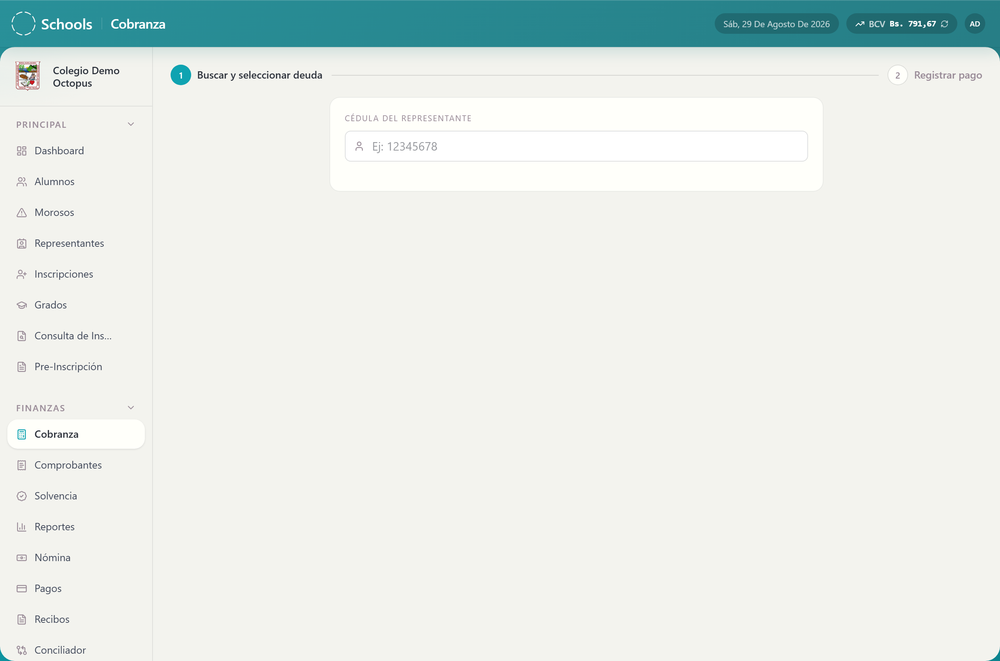 Schools
Cobranza
Sáb, 29 De Agosto De 2026
BCV Bs. 791,67
AD
Colegio Demo
Octopus
1 Buscar y seleccionar deuda
2 Registrar pago
CÉDULA DEL REPRESENTANTE
Ej: 12345678
PRINCIPAL
Dashboard
Alumnos
Morosos
Representantes
Inscripciones
Grados
Consulta de Ins...
Pre-Inscripción
FINANZAS
Cobranza
Comprobantes
Solvencia
Reportes
Nómina
Pagos
Recibos
Conciliador